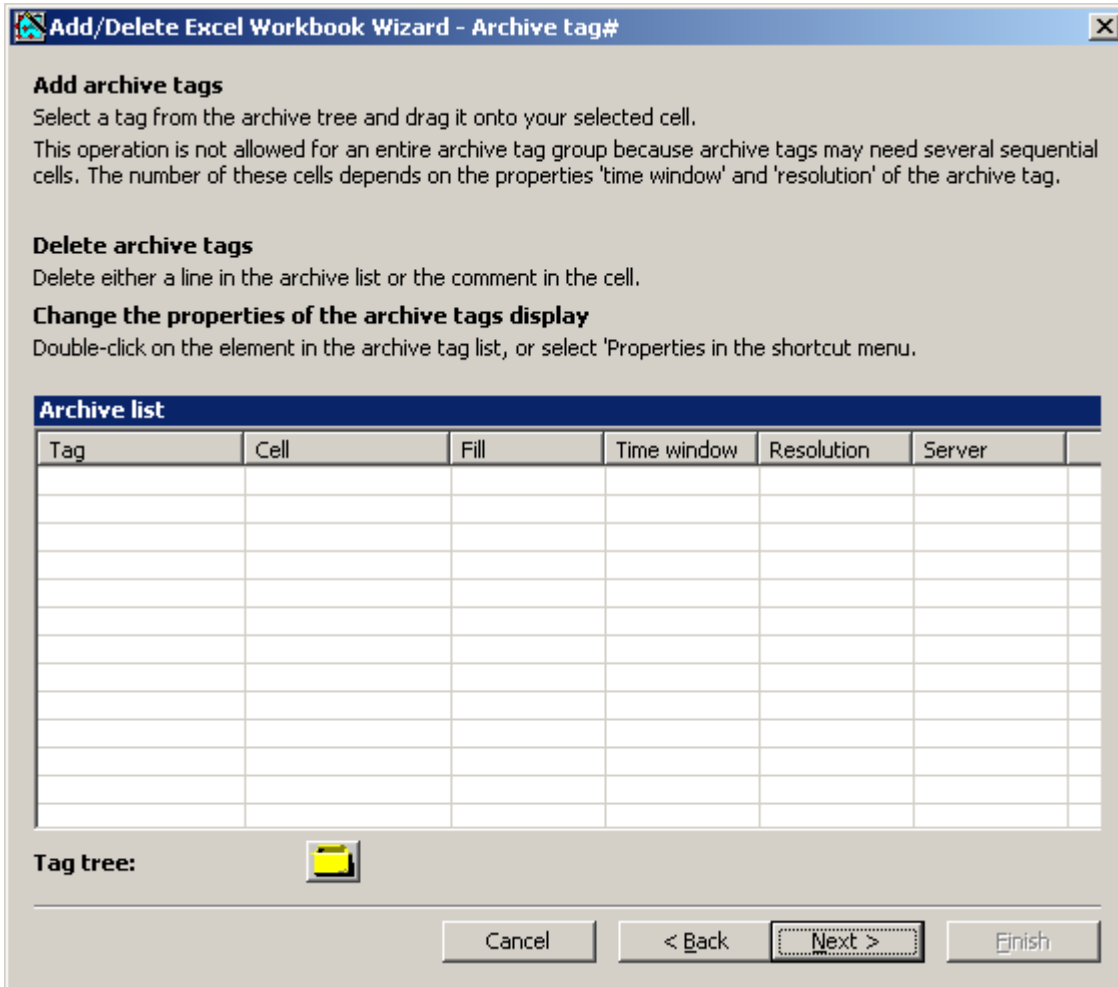 Add/Delete Excel Workbook Wizard - Archive tag#
Add archive tags
Select a tag from the archive tree and drag it onto your selected cell.
This operation is not allowed for an entire archive tag group because archive tags may need several sequential
cells. The number of these cells depends on the properties 'time window' and 'resolution' of the archive tag.
Delete archive tags
Delete either a line in the archive list or the comment in the cell.
Change the properties of the archive tags display
Double-click on the element in the archive tag list, or select 'Properties in the shortcut menu.
Archive list
Tag Cell Fill Time window Resolution Server
Tag tree:
Cancel < Back Next > Finish